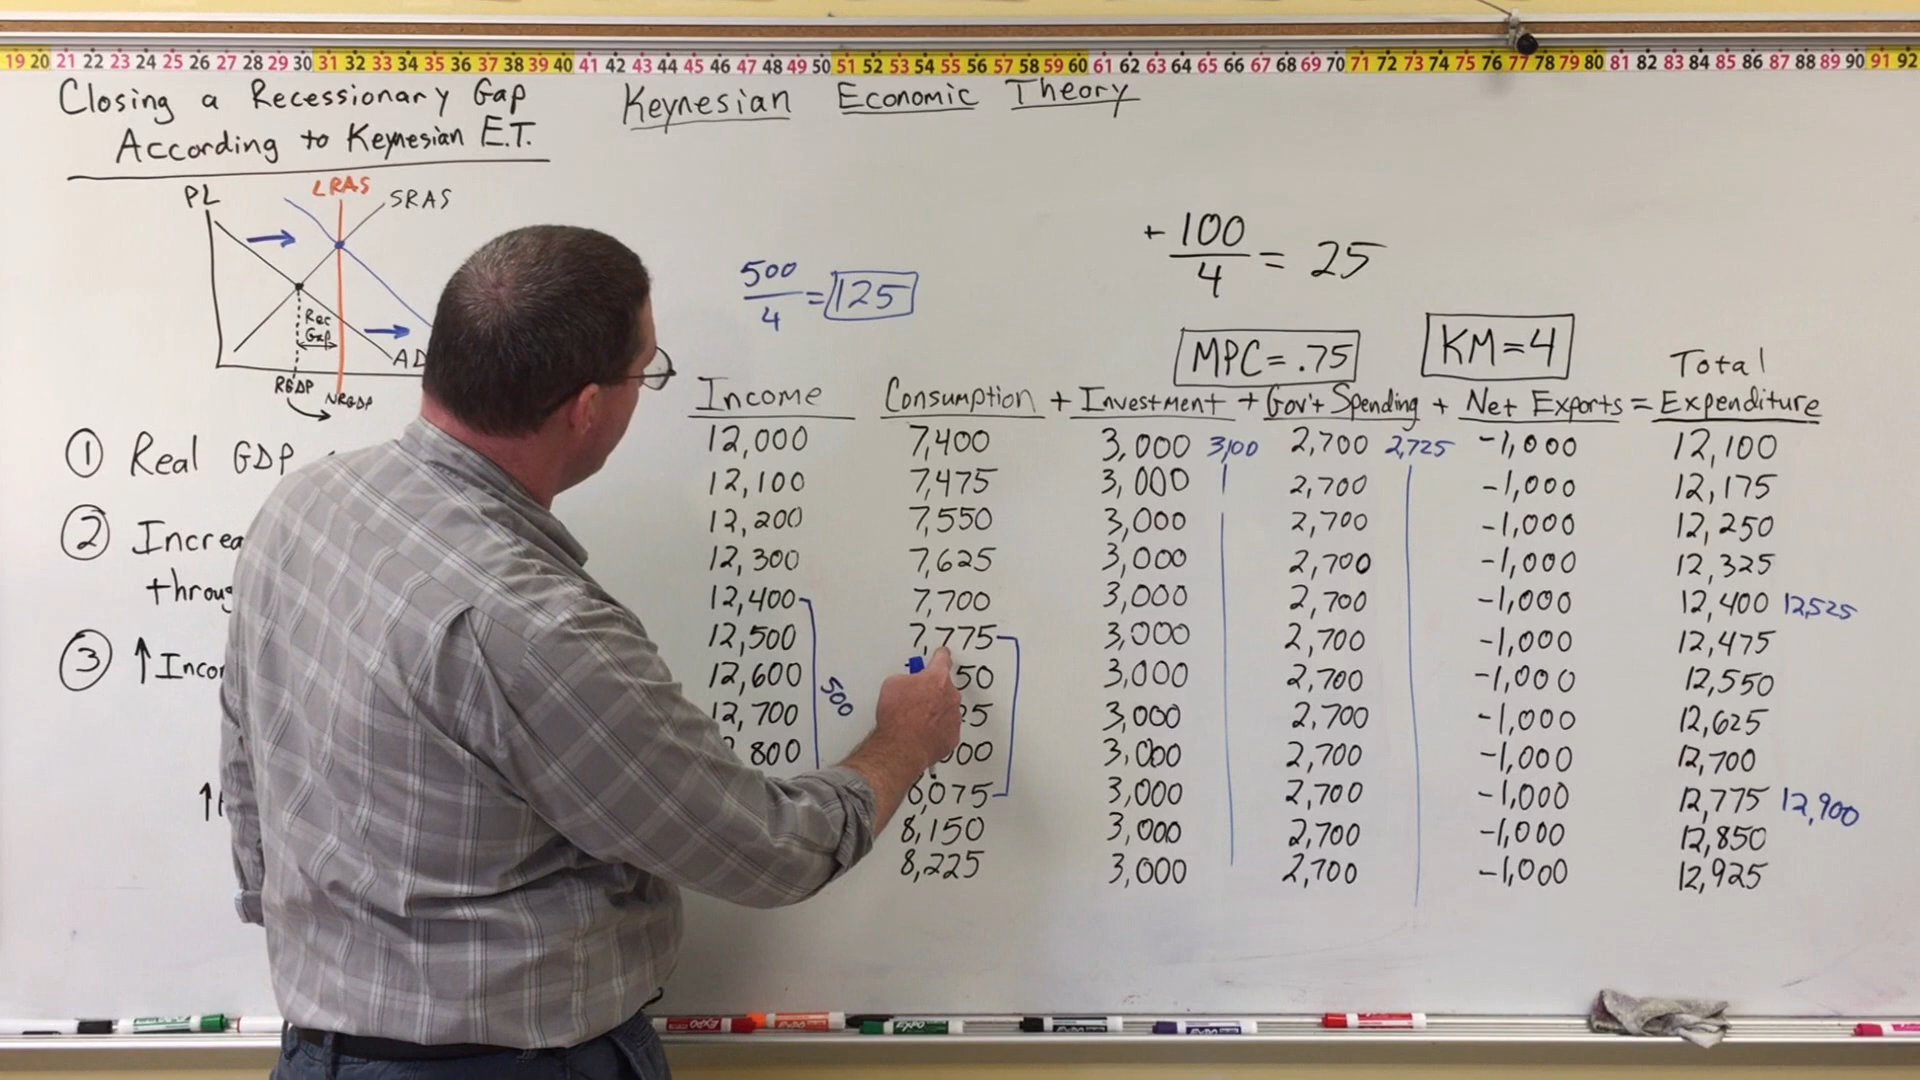 19 20 21 22 23 24 25 26 27 28 29 30 31 32 33 34 35 36 37 38 39 40 41 42 43 44 45 46 47 48 49 50 51 52 53 54 55 56 57 58 59 60 61 62 63 64 65 66 67 68 69 70 71 72 73 74 75 76 77 78 79 80 81 82 83 84 85 86 87 88 89 90 91 92
Closing a Recessionary Gap
According to Keynesian E.T.
Keynesian Economic Theory
PL
LRAS
SRAS
Rec
Gap
AD
RGDP
NRGDP
① Real GDP
② Increa
throug
③ ↑Incor
↑
500
4
= 125
+ 100
4
= 25
MPC = .75
KM=4
Total
Income Consumption + Investment + Gov't Spending + Net Exports = Expenditure
12,000 7,400 3,000 3,100 2,700 2,725 -1,000 12,100
12,100 7,475 3,000 2,700 -1,000 12,175
12,200 7,550 3,000 2,700 -1,000 12,250
12,300 7,625 3,000 2,700 -1,000 12,325
12,400 7,700 3,000 2,700 -1,000 12,400 12,525
12,500 7,775 3,000 2,700 -1,000 12,475
12,600 50 3,000 2,700 -1,000 12,550
12,700 500 25 3,000 2,700 -1,000 12,625
800 000 3,000 2,700 -1,000 12,700
075 3,000 2,700 -1,000 12,775 12,900
8,150 3,000 2,700 -1,000 12,850
8,225 3,000 2,700 -1,000 12,925
EXPO
EXPO